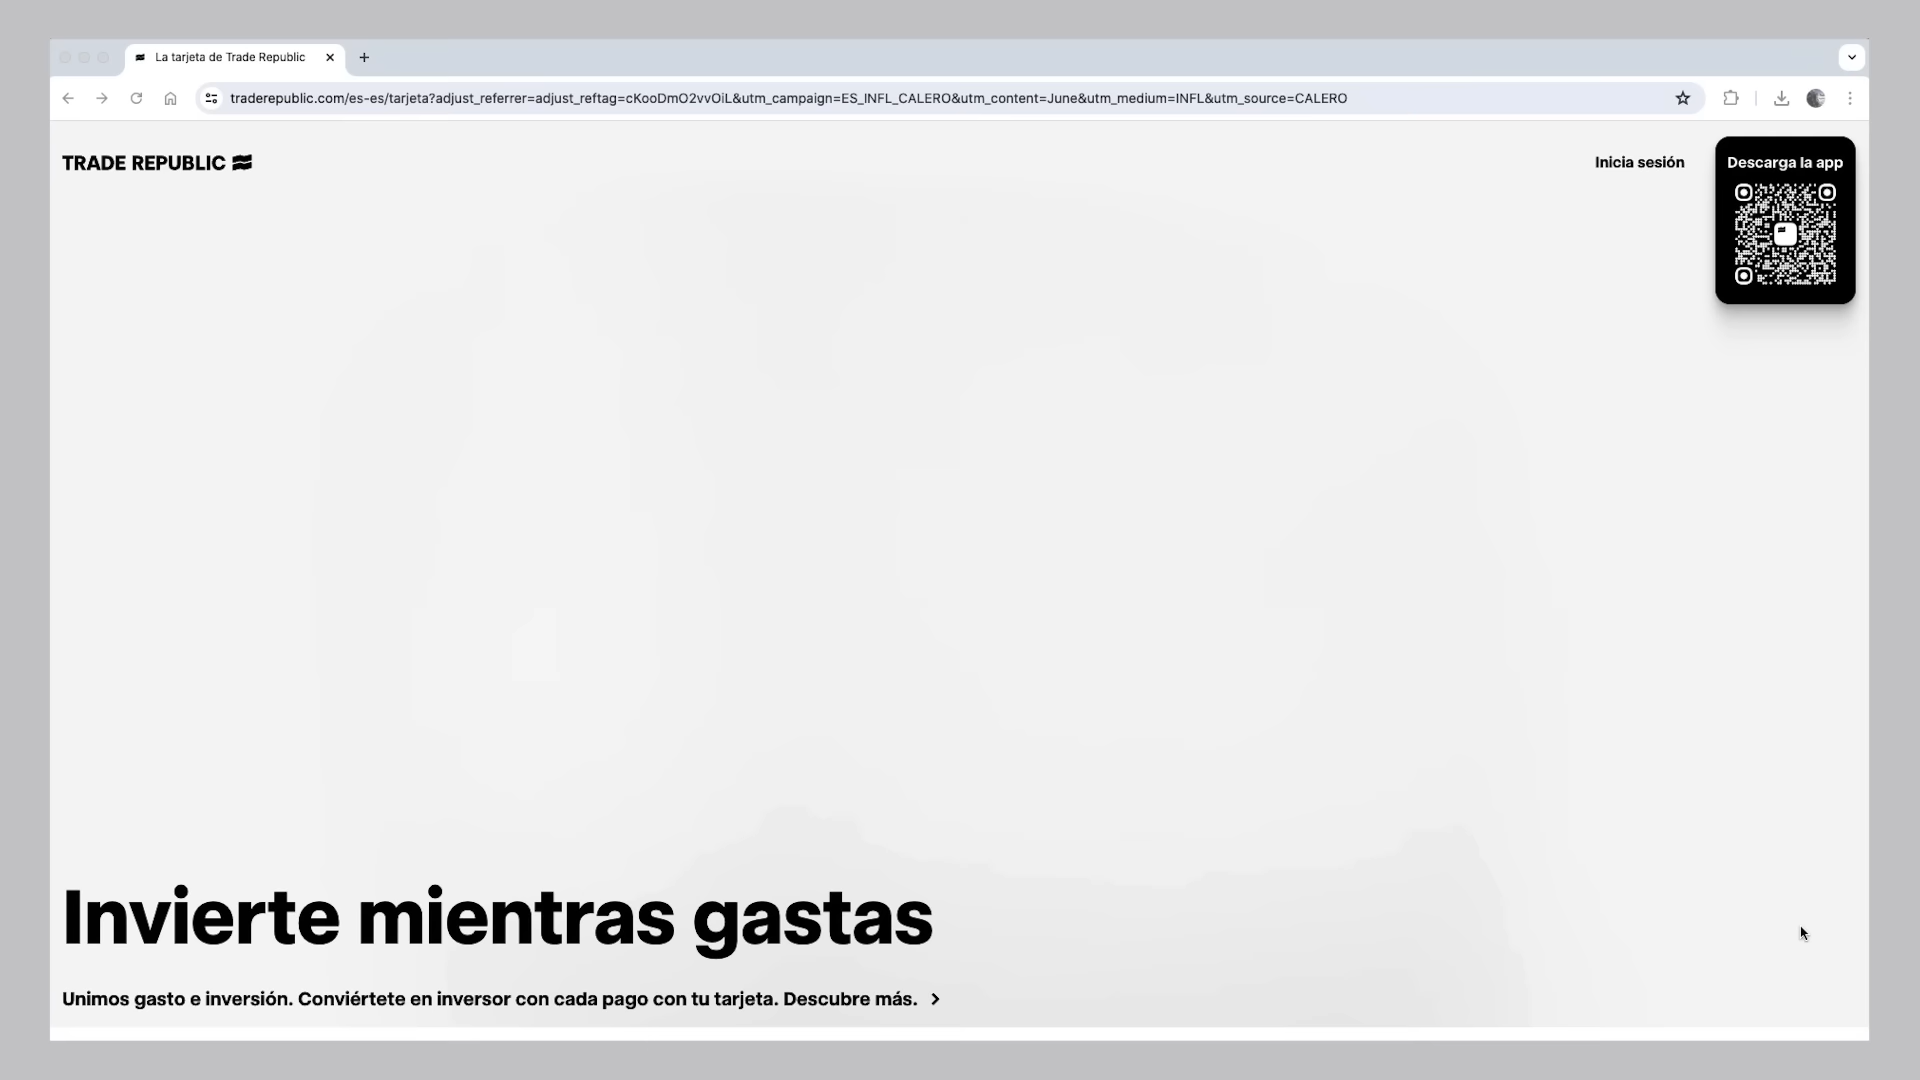 La tarjeta de Trade Republic
traderepublic.com/es-es/tarjeta?adjust_referrer=adjust_reftag=cKooDmO2vvOiL&utm_campaign=ES_INFL_CALERO&utm_content=June&utm_medium=INFL&utm_source=CALERO
TRADE REPUBLIC
Inicia sesión
Descarga la app
Invierte mientras gastas
Unimos gasto e inversión. Conviértete en inversor con cada pago con tu tarjeta. Descubre más.